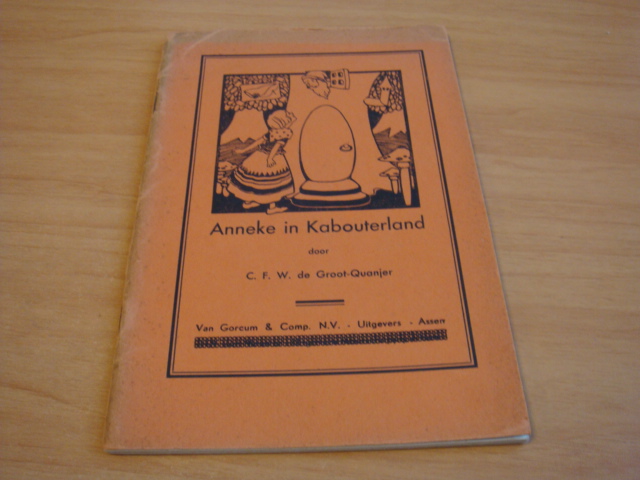 Anneke in Kabouterland
door
C. F. W. de Groot-Quanjer
Van Gorcum & Comp. N.V. - Uitgevers - Assen